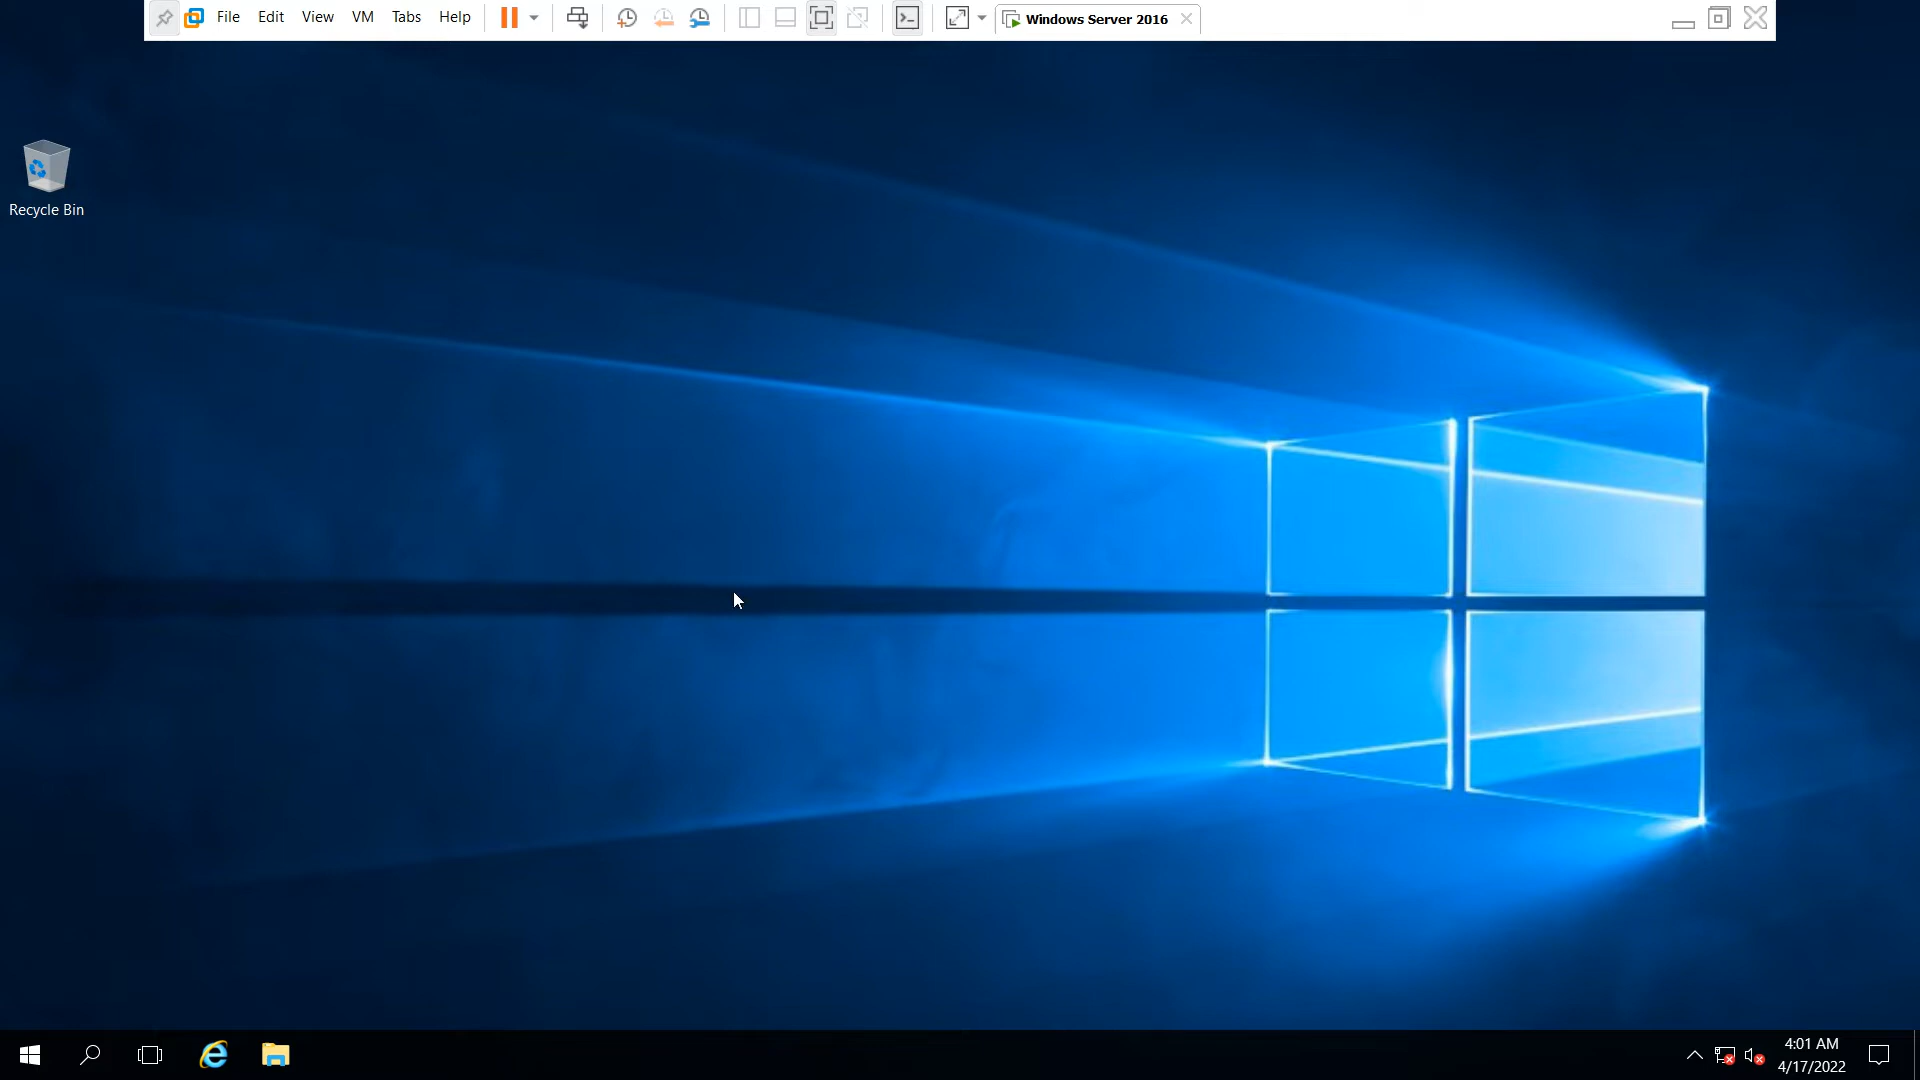 File Edit View VM Tabs Help Windows Server 2016
Recycle Bin
4:01 AM
4/17/2022